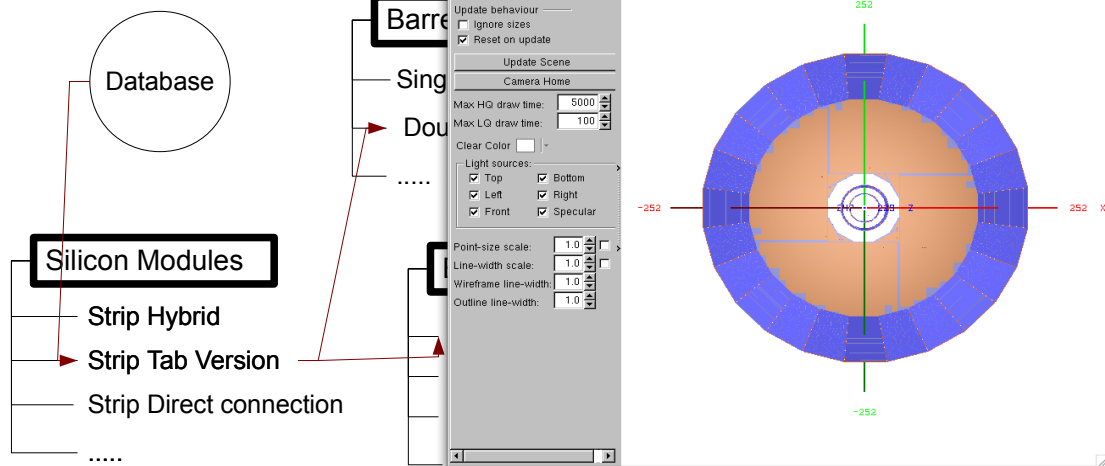 Database
Silicon Modules
Strip Hybrid
Strip Tab Version
Strip Direct connection
.....
Barre
Sing
Dou
.....
Update behaviour
Ignore sizes
Reset on update
Update Scene
Camera Home
Max HQ draw time: 5000
Max LQ draw time: 100
Clear Color
Light sources:
Top Bottom
Left Right
Front Specular
Point-size scale: 1.0
Line-width scale: 1.0
Wireframe line-width: 1.0
Outline line-width: 1.0
252
-252 Z 252 X
-252